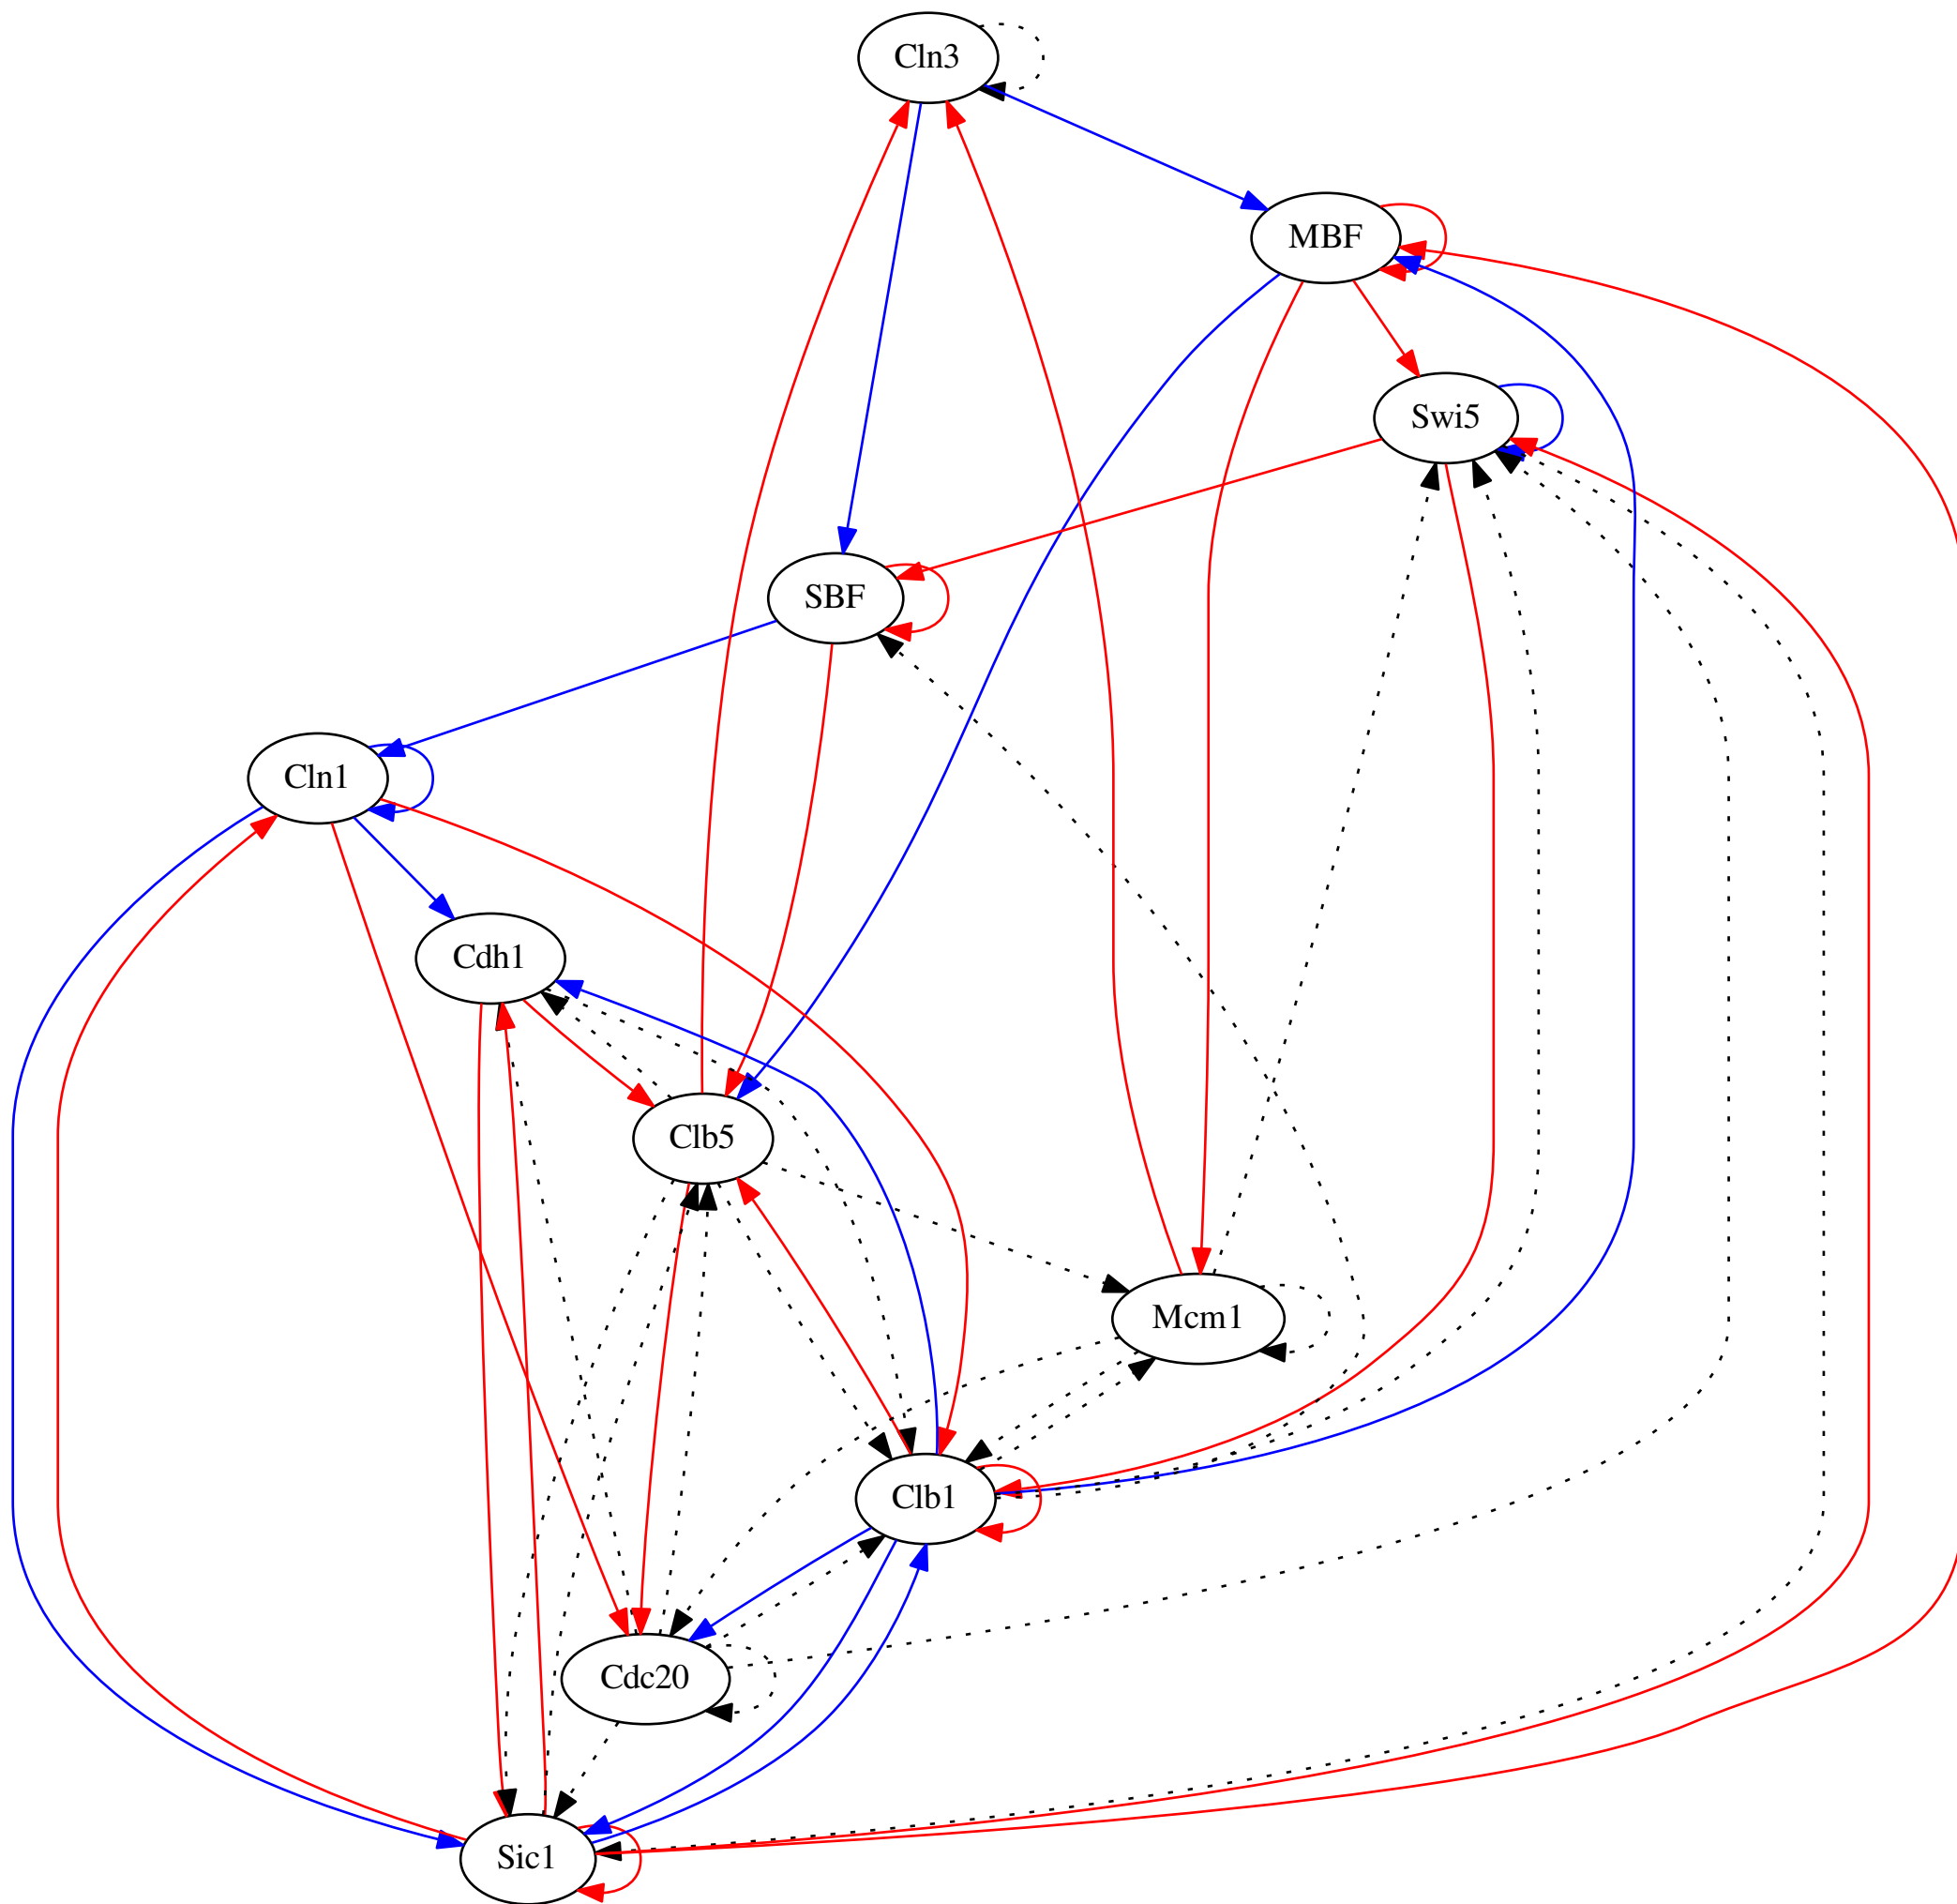 Cln3
MBF
Swi5
SBF
Cln1
Cdh1
Clb5
Mcm1
Clb1
Cdc20
Sic1